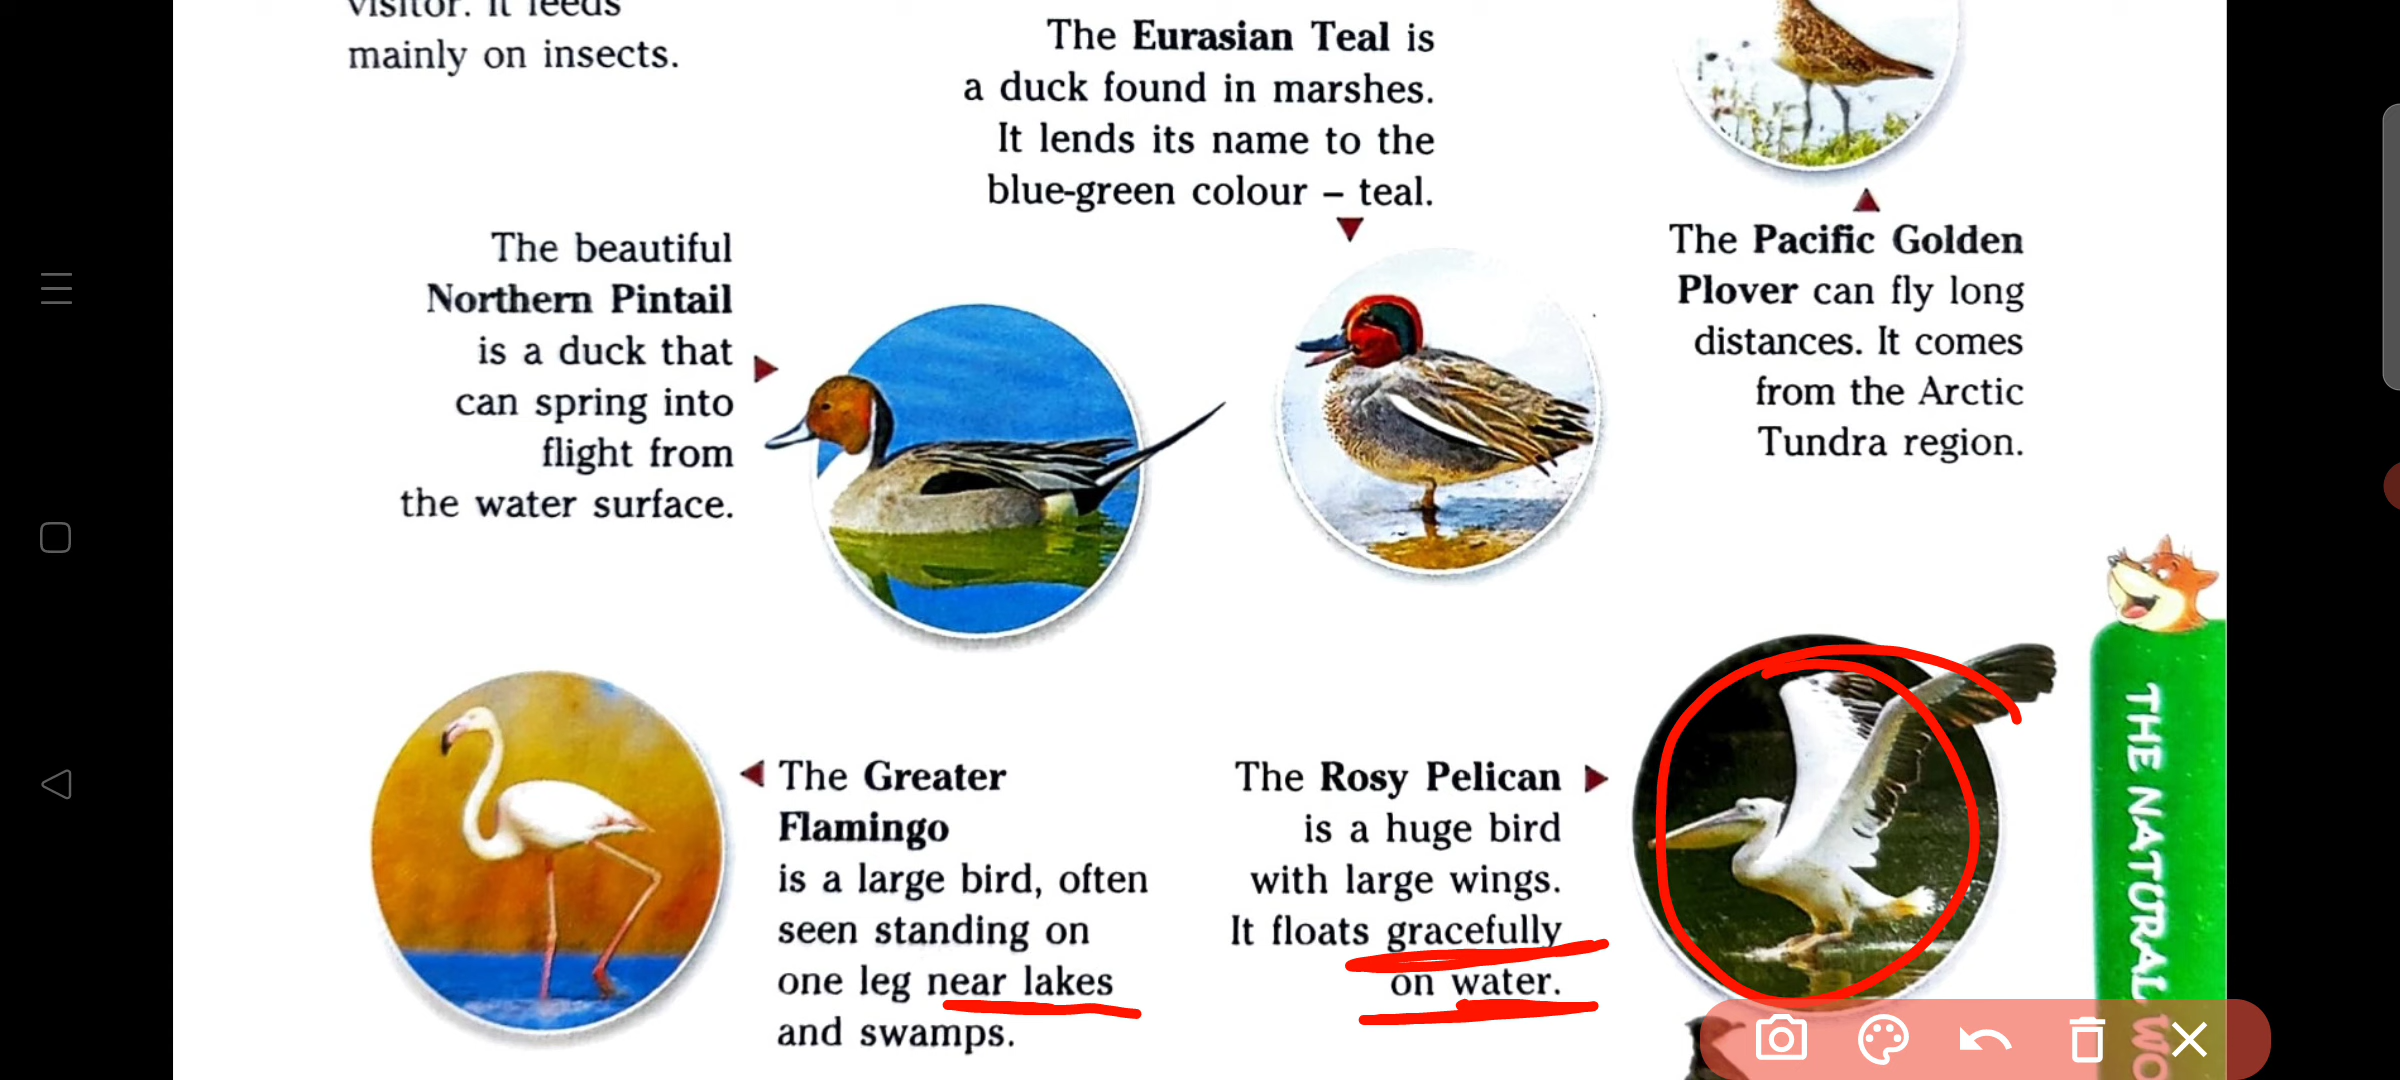 visitor. It feeds
mainly on insects.
The Eurasian Teal is
a duck found in marshes.
It lends its name to the
blue-green colour – teal.
The Pacific Golden
Plover can fly long
distances. It comes
from the Arctic
Tundra region.
The beautiful
Northern Pintail
is a duck that
can spring into
flight from
the water surface.
The Greater
Flamingo
is a large bird, often
seen standing on
one leg near lakes
and swamps.
The Rosy Pelican
is a huge bird
with large wings.
It floats gracefully
on water.
THE NATURAL WO